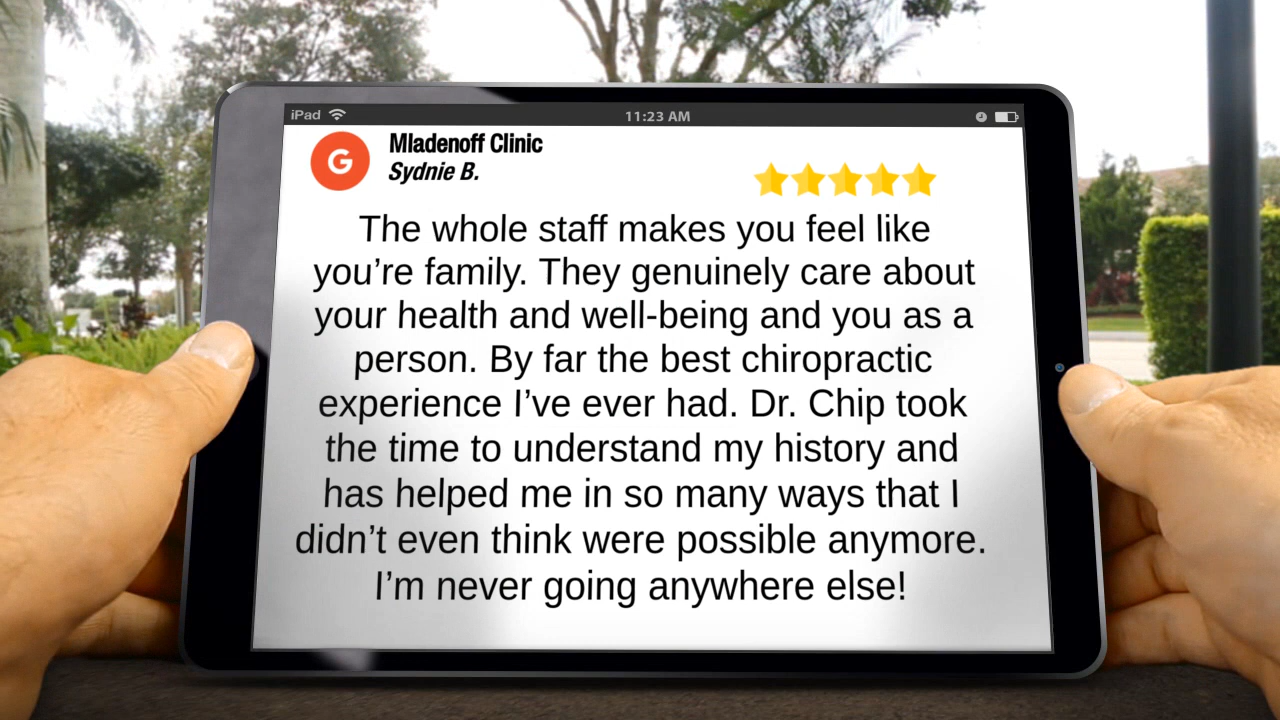 iPad 11:23 AM
G
Mladenoff Clinic
Sydnie B.
The whole staff makes you feel like
you’re family. They genuinely care about
your health and well-being and you as a
person. By far the best chiropractic
experience I’ve ever had. Dr. Chip took
the time to understand my history and
has helped me in so many ways that I
didn’t even think were possible anymore.
I’m never going anywhere else!